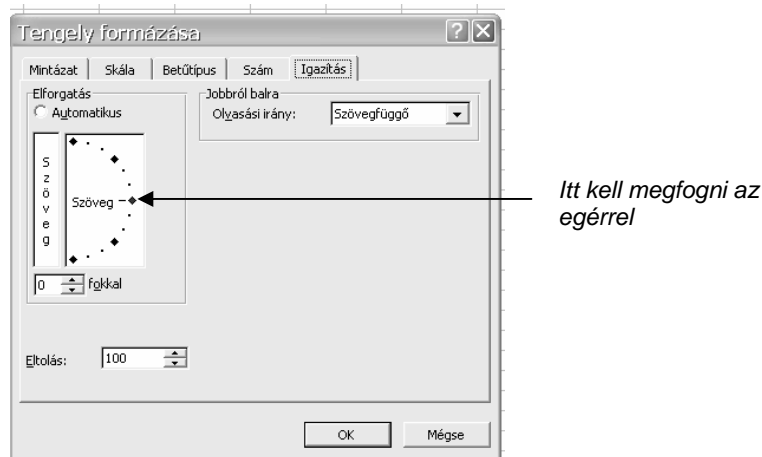 Tengely formázása
Mintázat Skála Betűtípus Szám Igazítás
Elforgatás
Automatikus
Szöveg
Szöveg
0 fokkal
Jobbról balra
Olvasási irány: Szövegfüggő
Itt kell megfogni az
egérrel
Eltolás: 100
OK Mégse